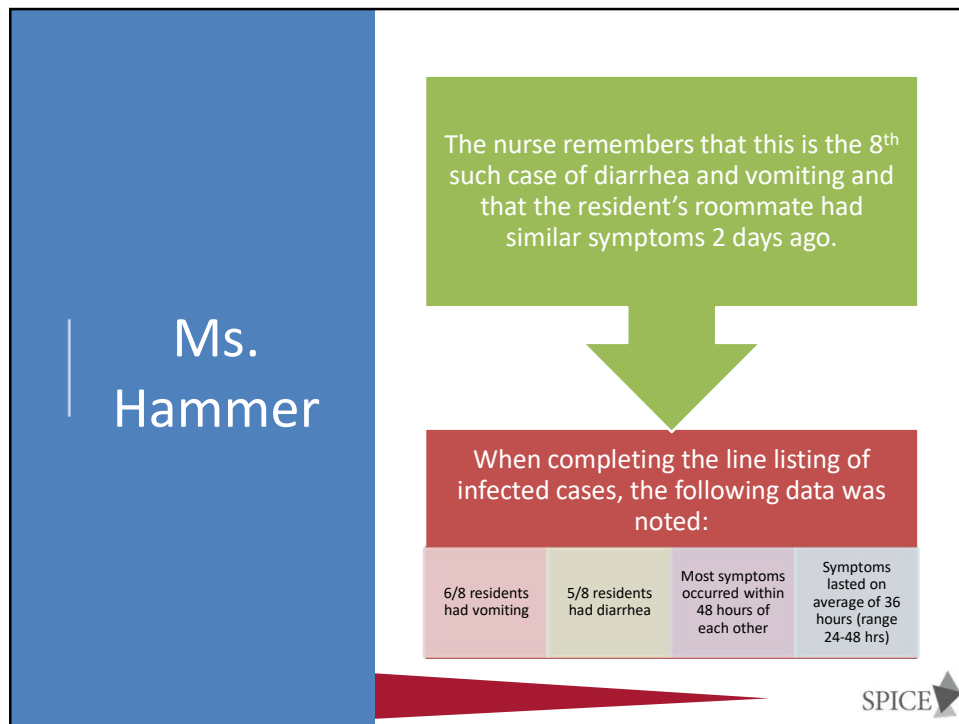 Ms.
Hammer
The nurse remembers that this is the 8th
such case of diarrhea and vomiting and
that the resident’s roommate had
similar symptoms 2 days ago.
When completing the line listing of
infected cases, the following data was
noted:
6/8 residents
had vomiting
5/8 residents
had diarrhea
Most symptoms
occurred within
48 hours of
each other
Symptoms
lasted on
average of 36
hours (range
24-48 hrs)
SPICE